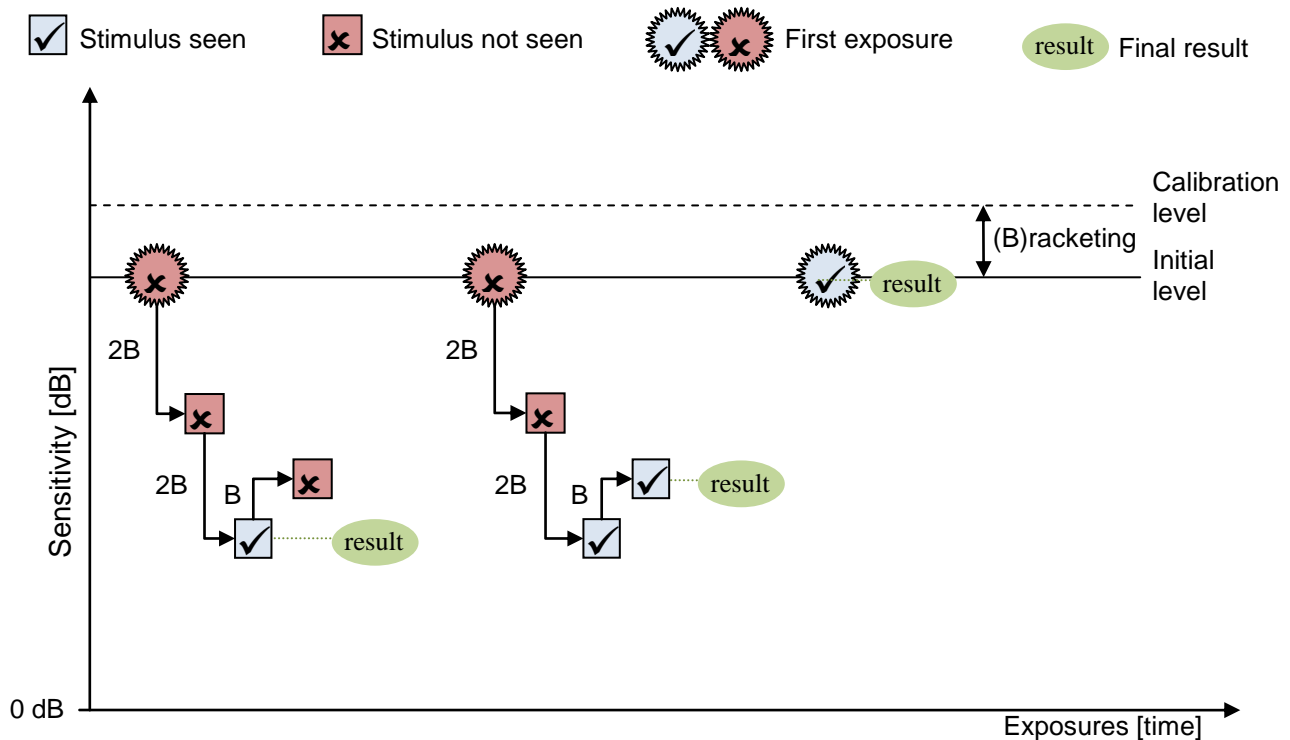 Stimulus seen
Stimulus not seen
First exposure
result
Final result
Calibration
level
(B)racketing
Initial
level
result
2B
2B
Sensitivity [dB]
2B
B
result
2B
B
result
0 dB
Exposures [time]